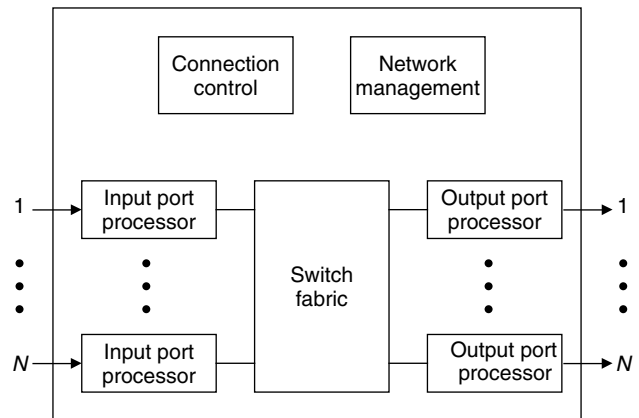 Connection
control
Network
management
1
Input port
processor
Output port
processor
1
Switch
fabric
N
Input port
processor
Output port
processor
N